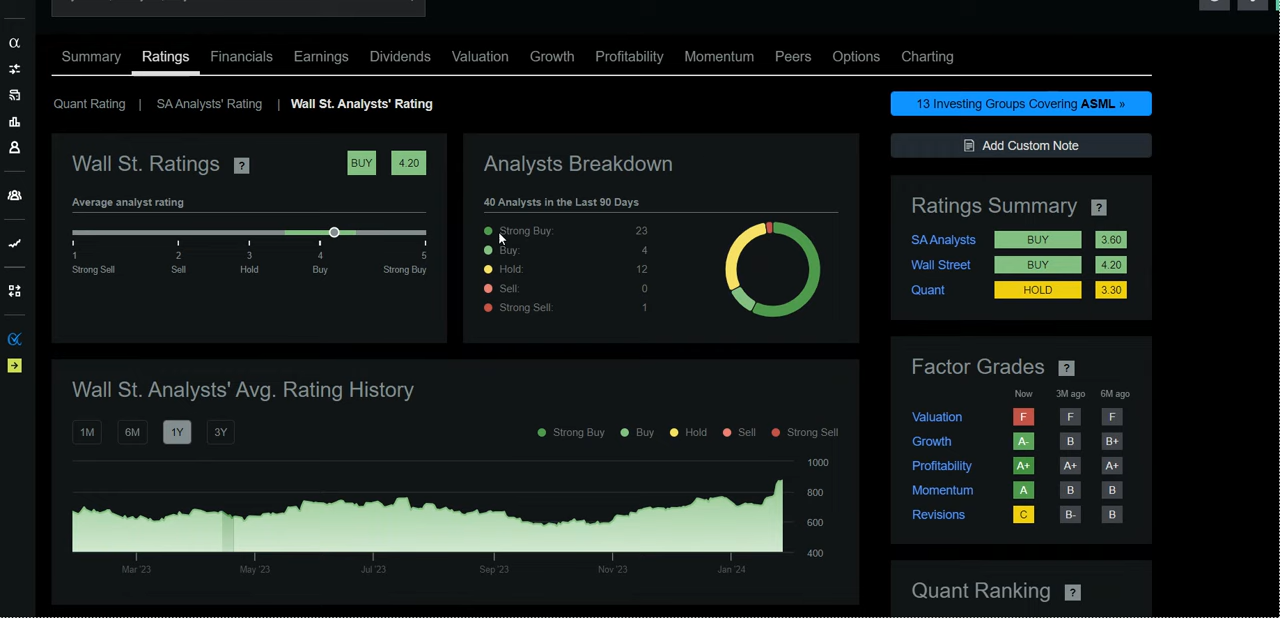 Summary Ratings Financials Earnings Dividends Valuation Growth Profitability Momentum Peers Options Charting
Quant Rating | SA Analysts' Rating | Wall St. Analysts' Rating
13 Investing Groups Covering ASML »
Add Custom Note
Wall St. Ratings ? BUY 4.20
Average analyst rating
1 2 3 4 5
Strong Sell Sell Hold Buy Strong Buy
Analysts Breakdown
40 Analysts in the Last 90 Days
Strong Buy: 23
Buy: 4
Hold: 12
Sell: 0
Strong Sell: 1
Ratings Summary ?
SA Analysts BUY 3.60
Wall Street BUY 4.20
Quant HOLD 3.30
Wall St. Analysts' Avg. Rating History
1M 6M 1Y 3Y
Strong Buy Buy Hold Sell Strong Sell
1000
800
600
400
Mar '23 May '23 Jul '23 Sep '23 Nov '23 Jan '24
Factor Grades ?
Now 3M ago 6M ago
Valuation F F F
Growth A- B B+
Profitability A+ A+ A+
Momentum A B B
Revisions C B- B
Quant Ranking ?